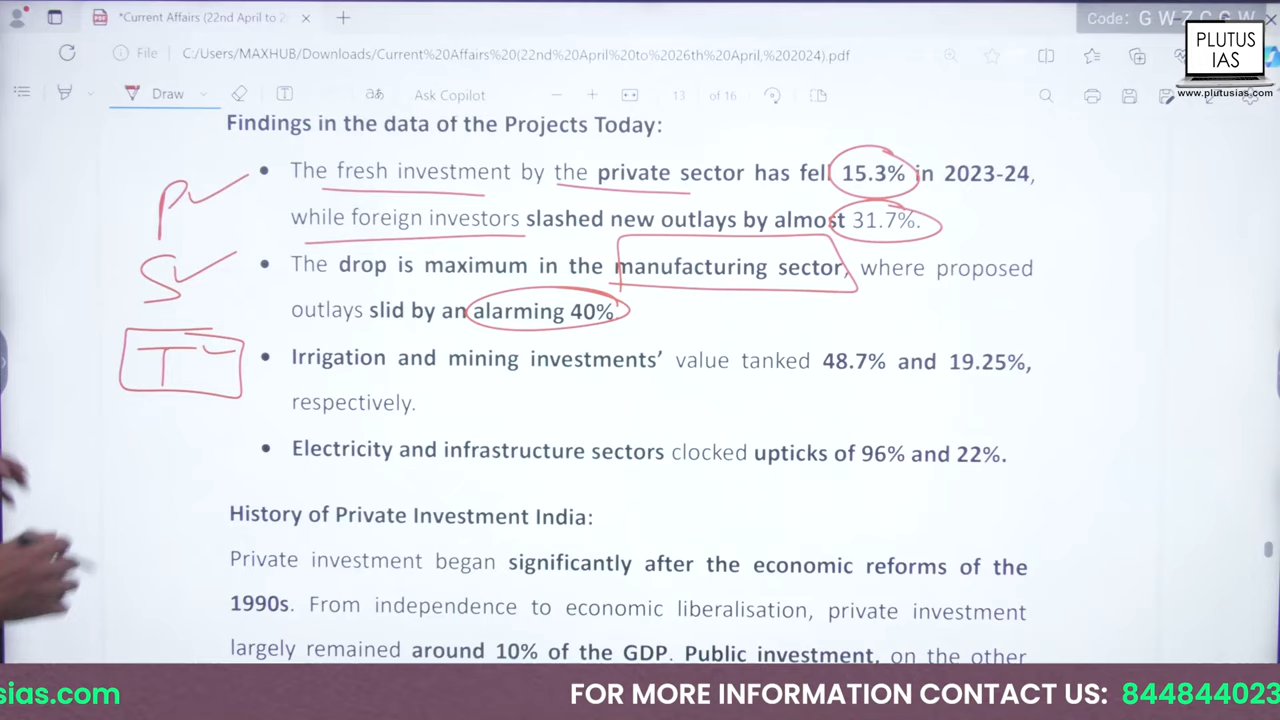 *Current Affairs (22nd April to 2
Code: G W Z C G W
File
C:/Users/MAXHUB/Downloads/Current%20Affairs%20(22nd%20April%20to%2026th%20April,%202024).pdf
PLUTUS
IAS
www.plutusias.com
Draw
Ask Copilot
13 of 16
Findings in the data of the Projects Today:
• The fresh investment by the private sector has fell 15.3% in 2023-24,
while foreign investors slashed new outlays by almost 31.7%.
• The drop is maximum in the manufacturing sector, where proposed
outlays slid by an alarming 40%
• Irrigation and mining investments’ value tanked 48.7% and 19.25%,
respectively.
• Electricity and infrastructure sectors clocked upticks of 96% and 22%.
P
S
T
History of Private Investment India:
Private investment began significantly after the economic reforms of the
1990s. From independence to economic liberalisation, private investment
largely remained around 10% of the GDP. Public investment, on the other
sias.com
FOR MORE INFORMATION CONTACT US: 844844023